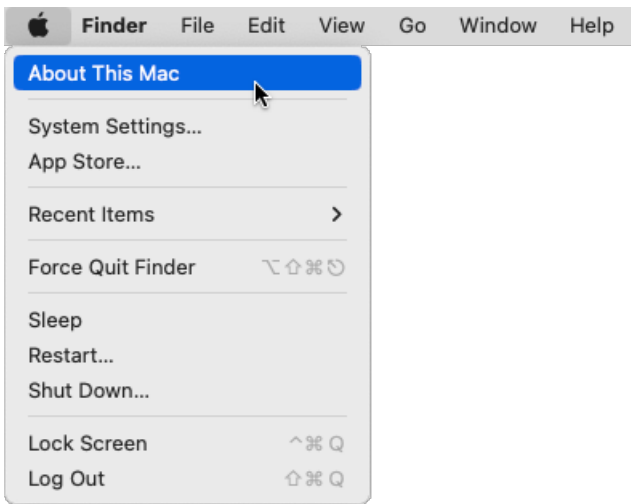 Finder File Edit View Go Window Help
About This Mac
System Settings...
App Store...
Recent Items
Force Quit Finder ⌥⇧⌘⎋
Sleep
Restart...
Shut Down...
Lock Screen ^⌘Q
Log Out ⇧⌘Q